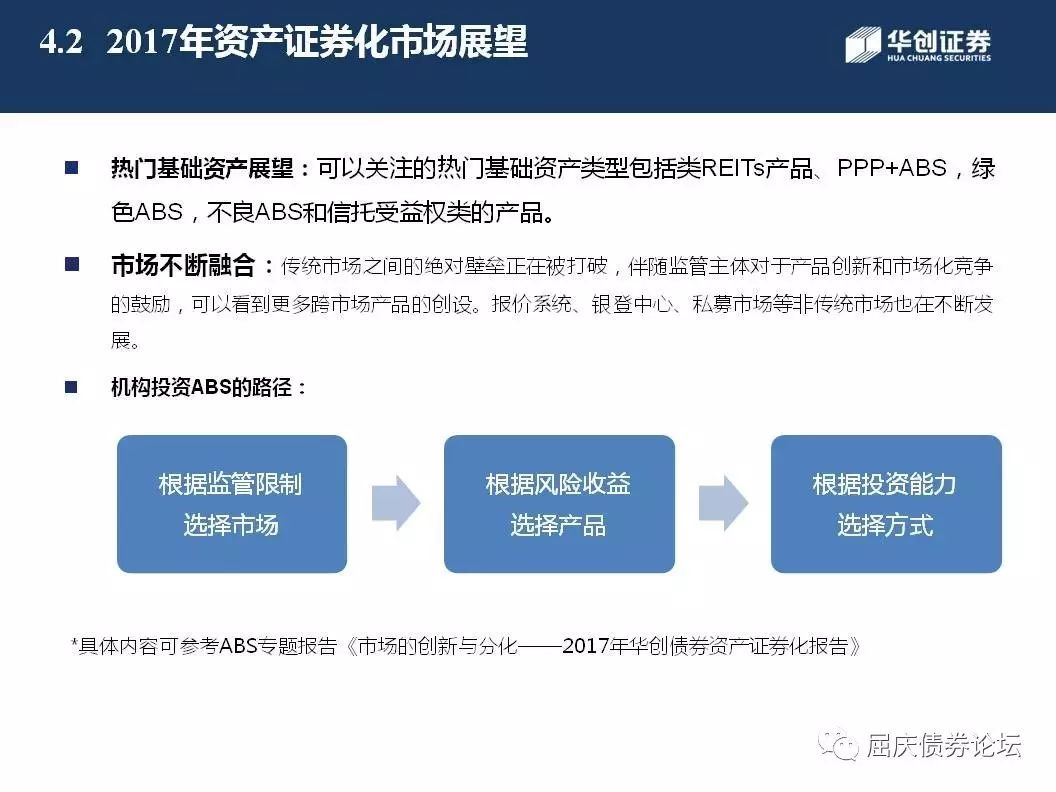 4.2 2017年资产证券化市场展望
华创证券
HUA CHUANG SECURITIES
■ 热门基础资产展望：可以关注的热门基础资产类型包括类REITs产品、PPP+ABS，绿
色ABS，不良ABS和信托受益权类的产品。
■ 市场不断融合：传统市场之间的绝对壁垒正在被打破，伴随监管主体对于产品创新和市场化竞争
的鼓励，可以看到更多跨市场产品的创设。报价系统、银登中心、私募市场等非传统市场也在不断发
展。
■ 机构投资ABS的路径：
根据监管限制
选择市场
根据风险收益
选择产品
根据投资能力
选择方式
*具体内容可参考ABS专题报告《市场的创新与分化——2017年华创债券资产证券化报告》
屈庆债券论坛